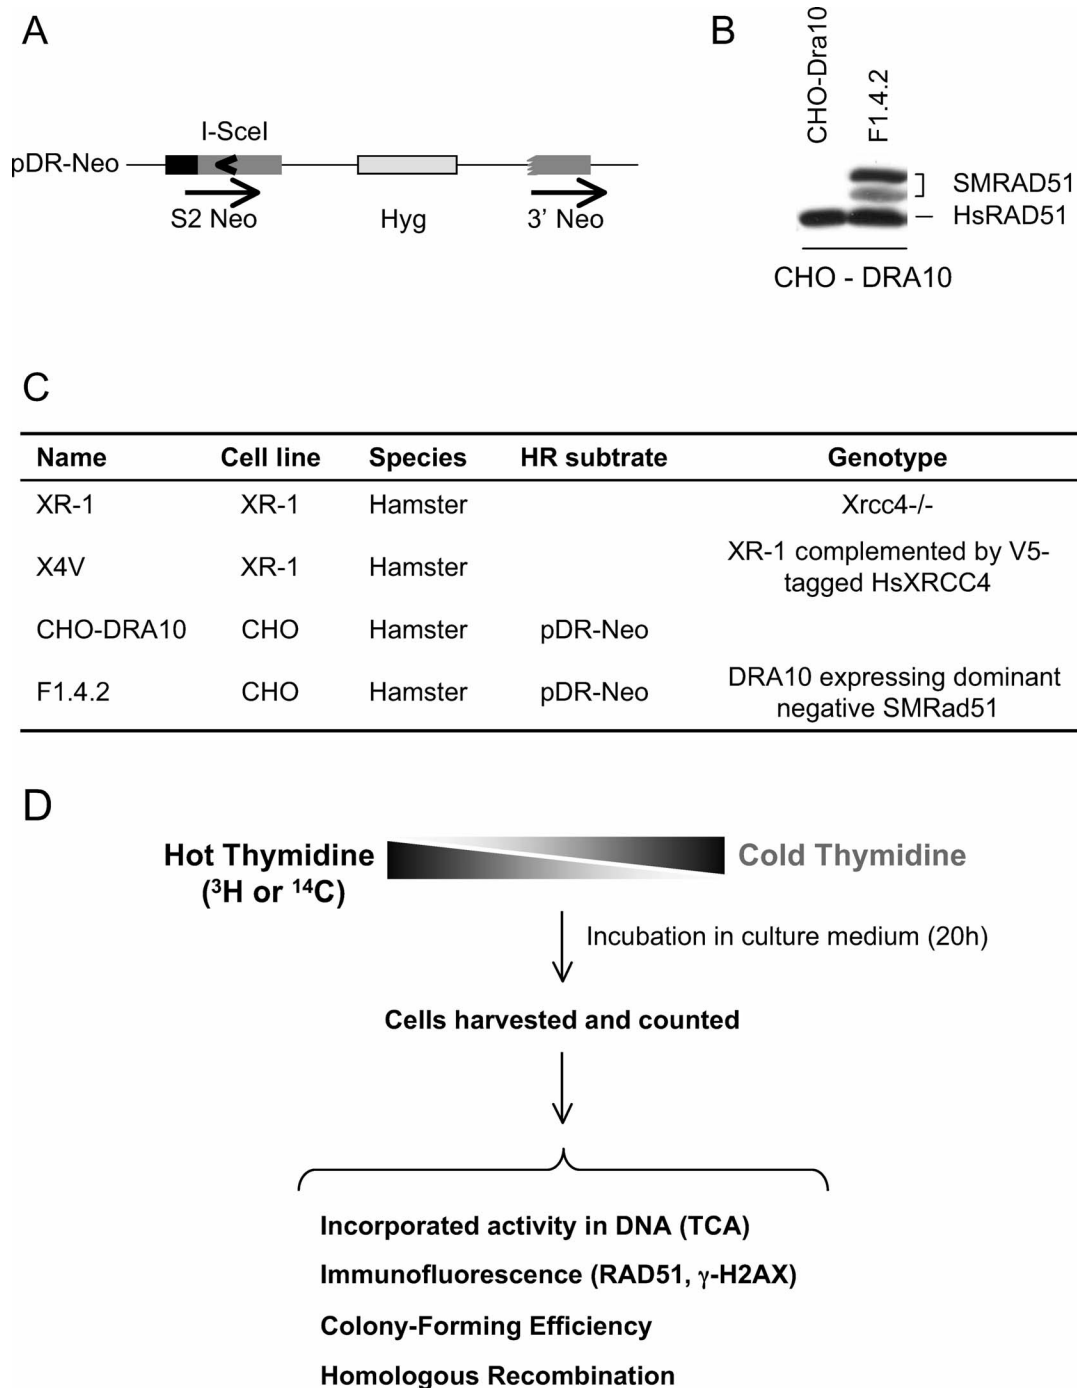 A
I-SceI
pDR-Neo
S2 Neo
Hyg
3’ Neo
B
CHO-Dra10
F1.4.2
SMRAD51
HsRAD51
CHO - DRA10
C
Name Cell line Species HR subtrate Genotype
XR-1 XR-1 Hamster Xrcc4-/-
X4V XR-1 Hamster XR-1 complemented by V5-
tagged HsXRCC4
CHO-DRA10 CHO Hamster pDR-Neo
F1.4.2 CHO Hamster pDR-Neo DRA10 expressing dominant
negative SMRad51
D
Hot Thymidine
(³H or ¹⁴C)
Cold Thymidine
Incubation in culture medium (20h)
Cells harvested and counted
Incorporated activity in DNA (TCA)
Immunofluorescence (RAD51, γ-H2AX)
Colony-Forming Efficiency
Homologous Recombination